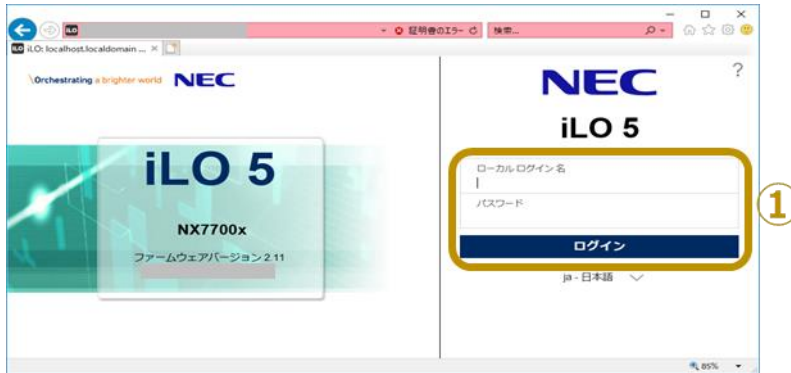 証明書のエラー
検索...
iLO
iLO: localhost.localdomain ...
\Orchestrating a brighter world NEC
iLO 5
NX7700x
ファームウェアバージョン 2.11
NEC
?
iLO 5
ローカル ログイン 名
パスワード
ログイン
ja - 日本語
①
85%